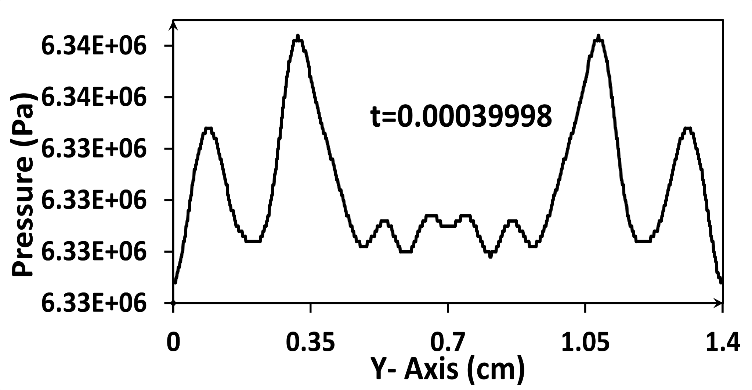 6.34E+06
6.34E+06
6.33E+06
6.33E+06
6.33E+06
6.33E+06
Pressure (Pa)
t=0.00039998
0 0.35 0.7 1.05 1.4
Y- Axis (cm)